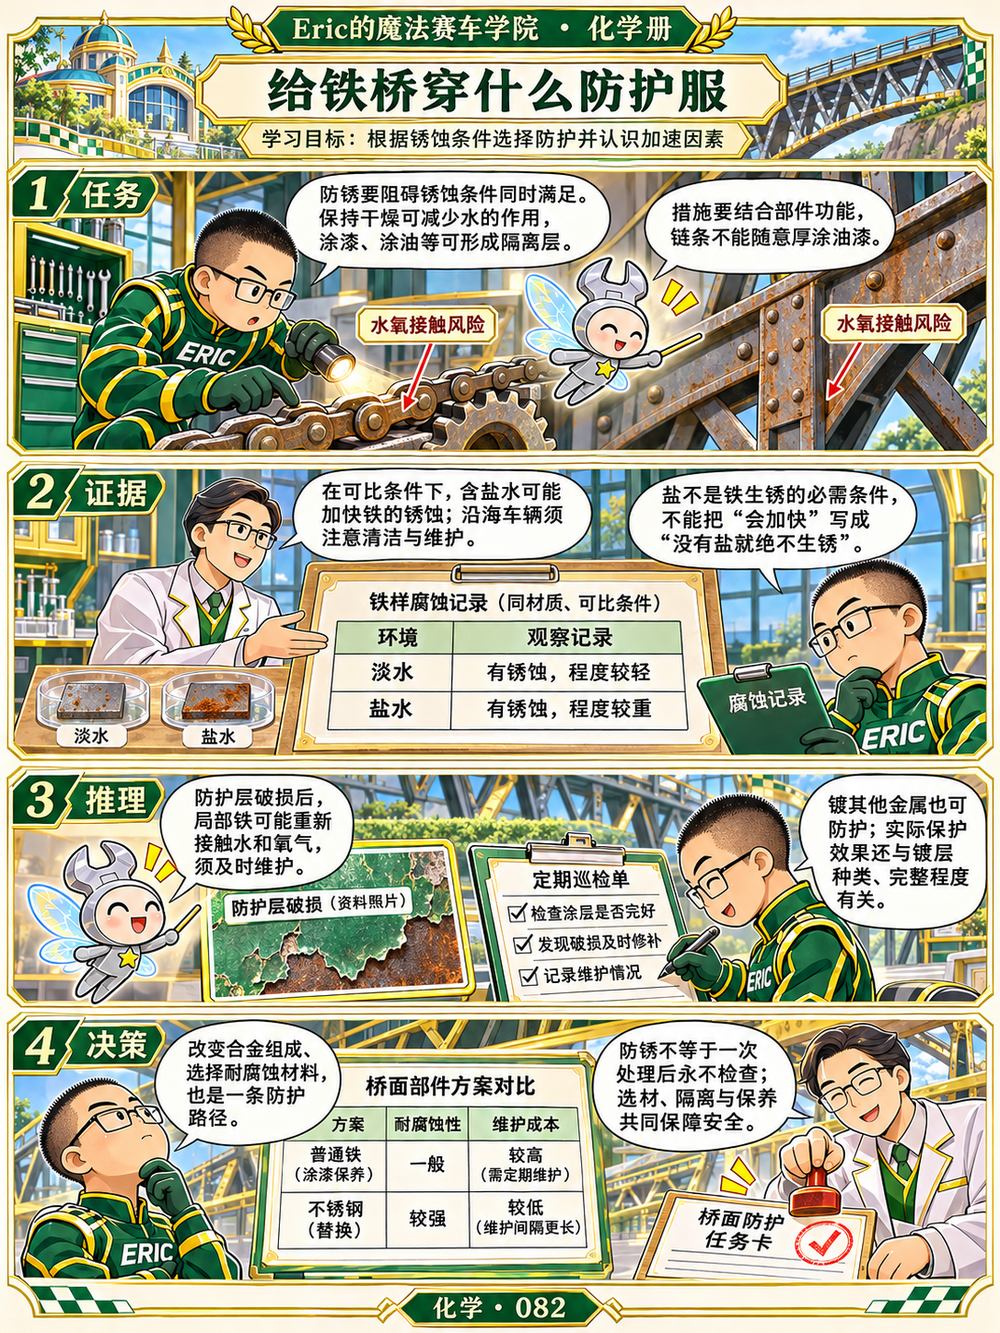 Eric的魔法赛车学院 · 化学册
给铁桥穿什么防护服
学习目标：根据锈蚀条件选择防护并认识加速因素
1 任务
防锈要阻碍锈蚀条件同时满足。
保持干燥可减少水的作用，
涂漆、涂油等可形成隔离层。
措施要结合部件功能，
链条不能随意厚涂油漆。
水氧接触风险
水氧接触风险
ERIC
2 证据
在可比条件下，含盐水可能
加快铁的锈蚀；沿海车辆须
注意清洁与维护。
盐不是铁生锈的必需条件，
不能把“会加快”写成
“没有盐就绝不生锈”。
铁样腐蚀记录（同材质、可比条件）
环境 观察记录
淡水 有锈蚀，程度较轻
盐水 有锈蚀，程度较重
淡水
盐水
腐蚀记录
ERIC
3 推理
防护层破损后，
局部铁可能重新
接触水和氧气，
须及时维护。
防护层破损（资料照片）
定期巡检单
检查涂层是否完好
发现破损及时修补
记录维护情况
ERIC
镀其他金属也可
防护；实际保护
效果还与镀层
种类、完整程度
有关。
4 决策
改变合金组成、
选择耐腐蚀材料，
也是一条防护
路径。
ERIC
桥面部件方案对比
方案 耐腐蚀性 维护成本
普通铁
（涂漆保养）
一般
较高
（需定期维护）
不锈钢
（替换）
较强
较低
（维护间隔更长）
防锈不等于一次
处理后永不检查；
选材、隔离与保养
共同保障安全。
桥面防护
任务卡
化学 · 082